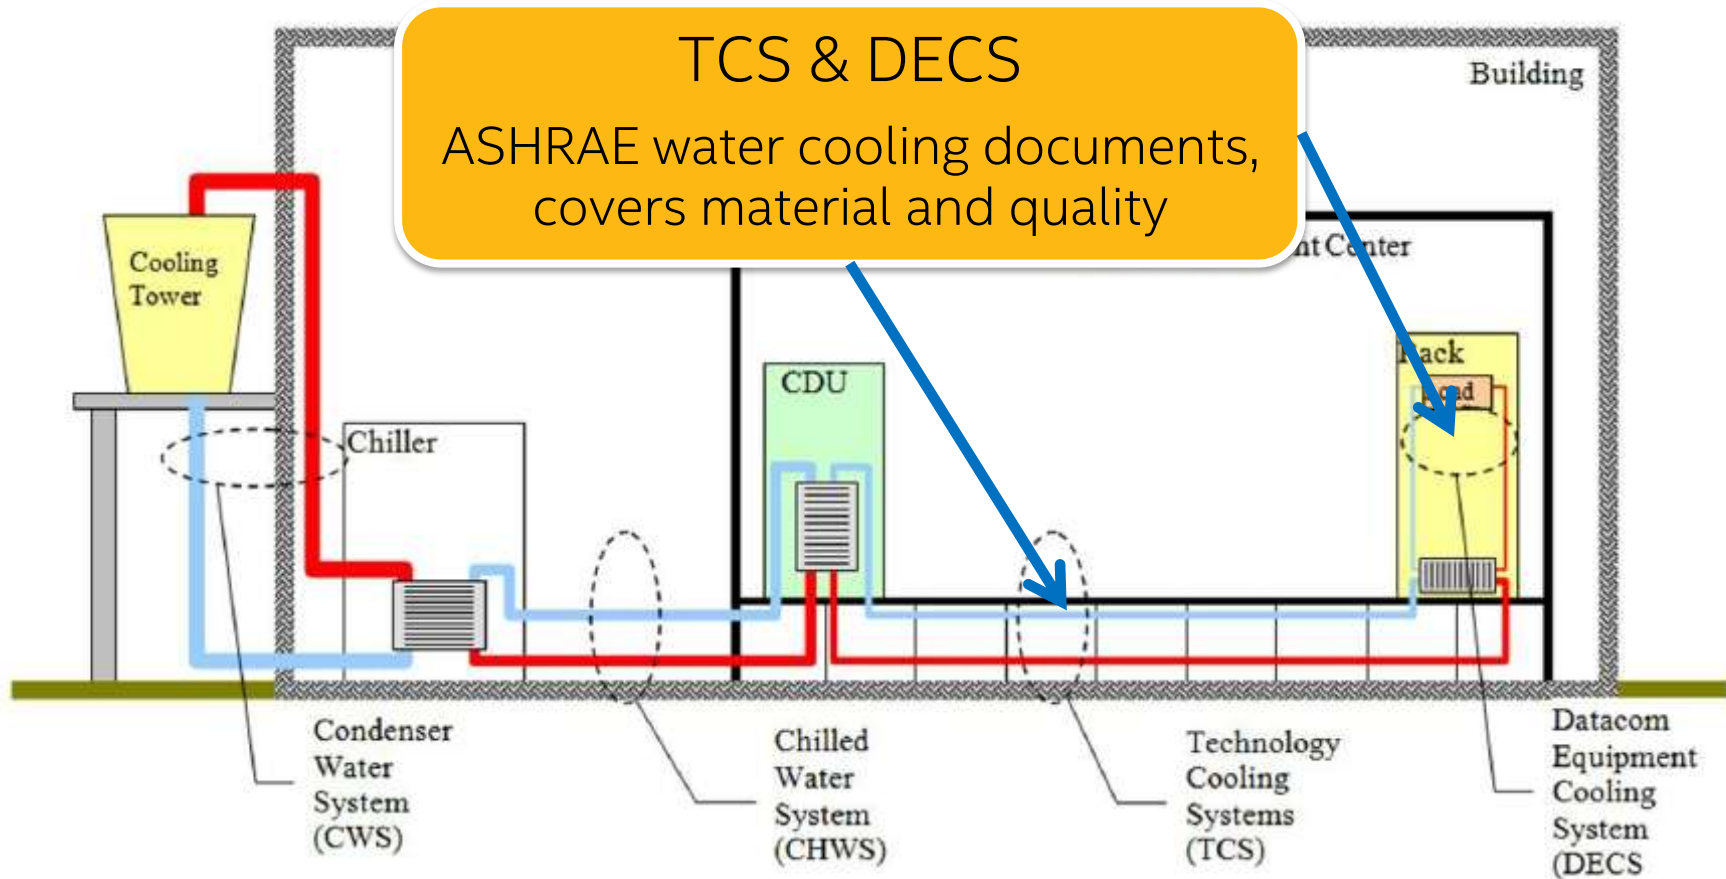 TCS & DECS
ASHRAE water cooling documents,
covers material and quality
Building
Center
Cooling
Tower
Rack
CDU
Chiller
Condenser
Water
System
(CWS)
Chilled
Water
System
(CHWS)
Technology
Cooling
Systems
(TCS)
Datacom
Equipment
Cooling
System
(DECS